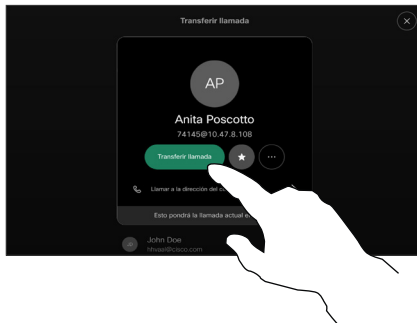 Transferir llamada
AP
Anita Poscotto
74145@10.47.8.108
Transferir llamada
Llamar a la dirección del
Esto pondrá la llamada actual
John Doe
hhvaal@cisco.com